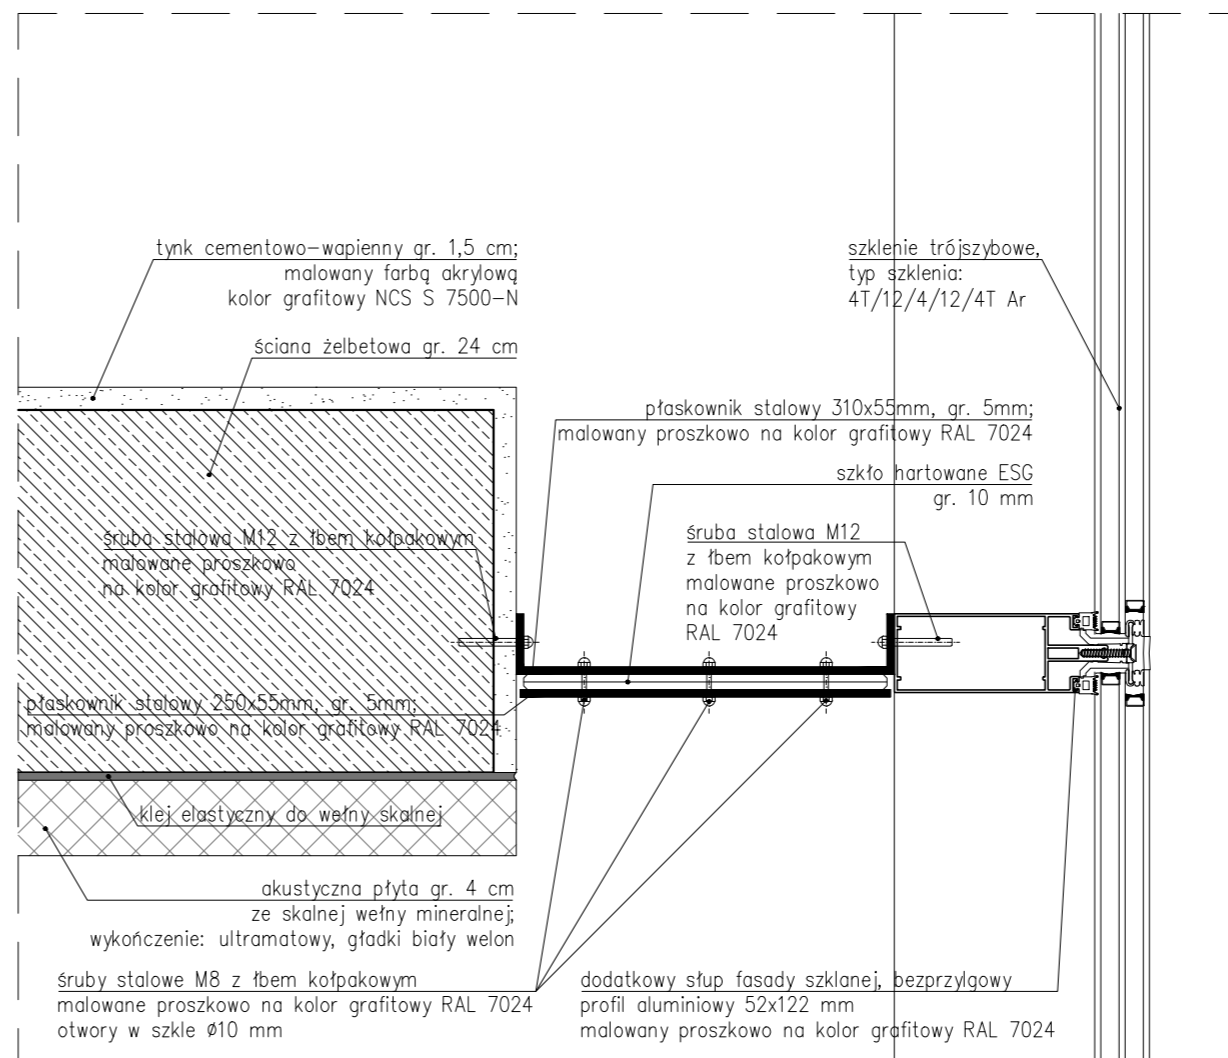 tynk cementowo-wapienny gr. 1,5 cm;
malowany farbą akrylową
kolor grafitowy NCS S 7500-N
szklenie trójszybowe,
typ szklenia:
4T/12/4/12/4T Ar
ściana żelbetowa gr. 24 cm
płaskownik stalowy 310x55mm, gr. 5mm;
malowany proszkowo na kolor grafitowy RAL 7024
szkło hartowane ESG
gr. 10 mm
śruba stalowa M12 z łbem kołpakowym
malowane proszkowo
na kolor grafitowy RAL 7024
śruba stalowa M12
z łbem kołpakowym
malowane proszkowo
na kolor grafitowy
RAL 7024
płaskownik stalowy 250x55mm, gr. 5mm;
malowany proszkowo na kolor grafitowy RAL 7024
klej elastyczny do wełny skalnej
akustyczna płyta gr. 4 cm
ze skalnej wełny mineralnej;
wykończenie: ultramatowy, gładki biały welon
śruby stalowe M8 z łbem kołpakowym
malowane proszkowo na kolor grafitowy RAL 7024
otwory w szkle Ø10 mm
dodatkowy słup fasady szklanej, bezprzylgowy
profil aluminiowy 52x122 mm
malowany proszkowo na kolor grafitowy RAL 7024